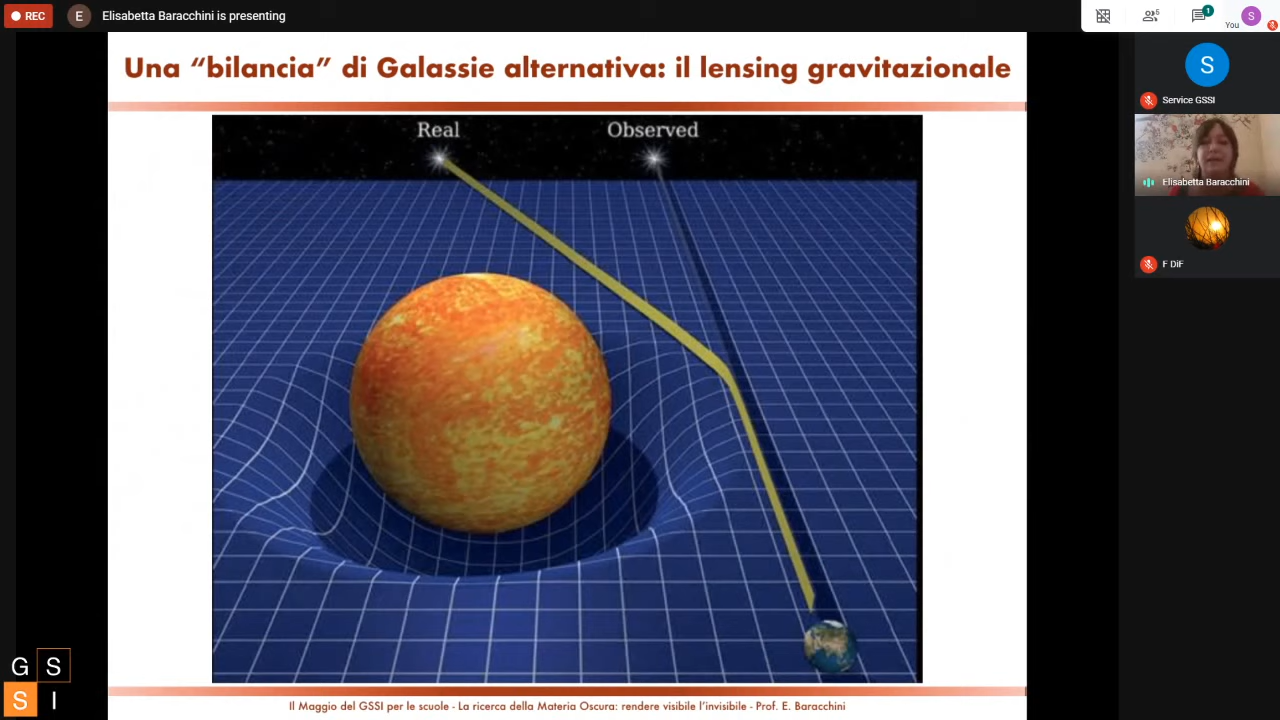 REC
E
Elisabetta Baracchini is presenting
5
1
You
S
Una “bilancia” di Galassie alternativa: il lensing gravitazionale
Real
Observed
S
Service GSSI
Elisabetta Baracchini
F DiF
G S
S I
Il Maggio del GSSI per le scuole - La ricerca della Materia Oscura: rendere visibile l’invisibile - Prof. E. Baracchini